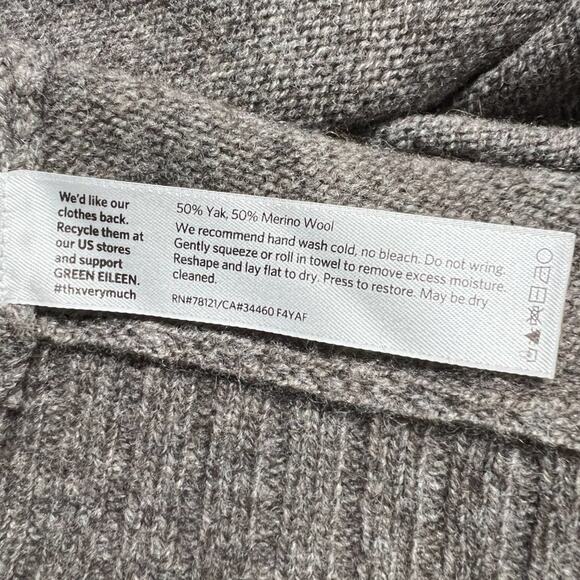 We'd like our
clothes back.
Recycle them at
our US stores
and support
GREEN EILEEN.
#thxverymuch
50% Yak, 50% Merino Wool
We recommend hand wash cold, no bleach. Do not wring.
Gently squeeze or roll in towel to remove excess moisture.
Reshape and lay flat to dry. Press to restore. May be dry
cleaned.
RN#78121/CA#34460 F4YAF